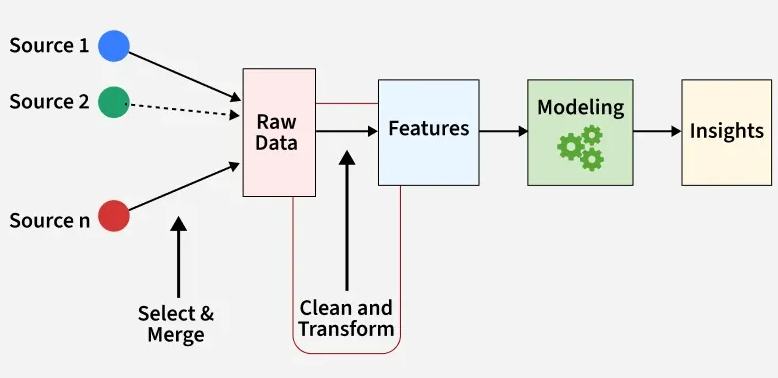 Source 1
Source 2
Source n
Raw
Data
Features
Modeling
Insights
Select &
Merge
Clean and
Transform